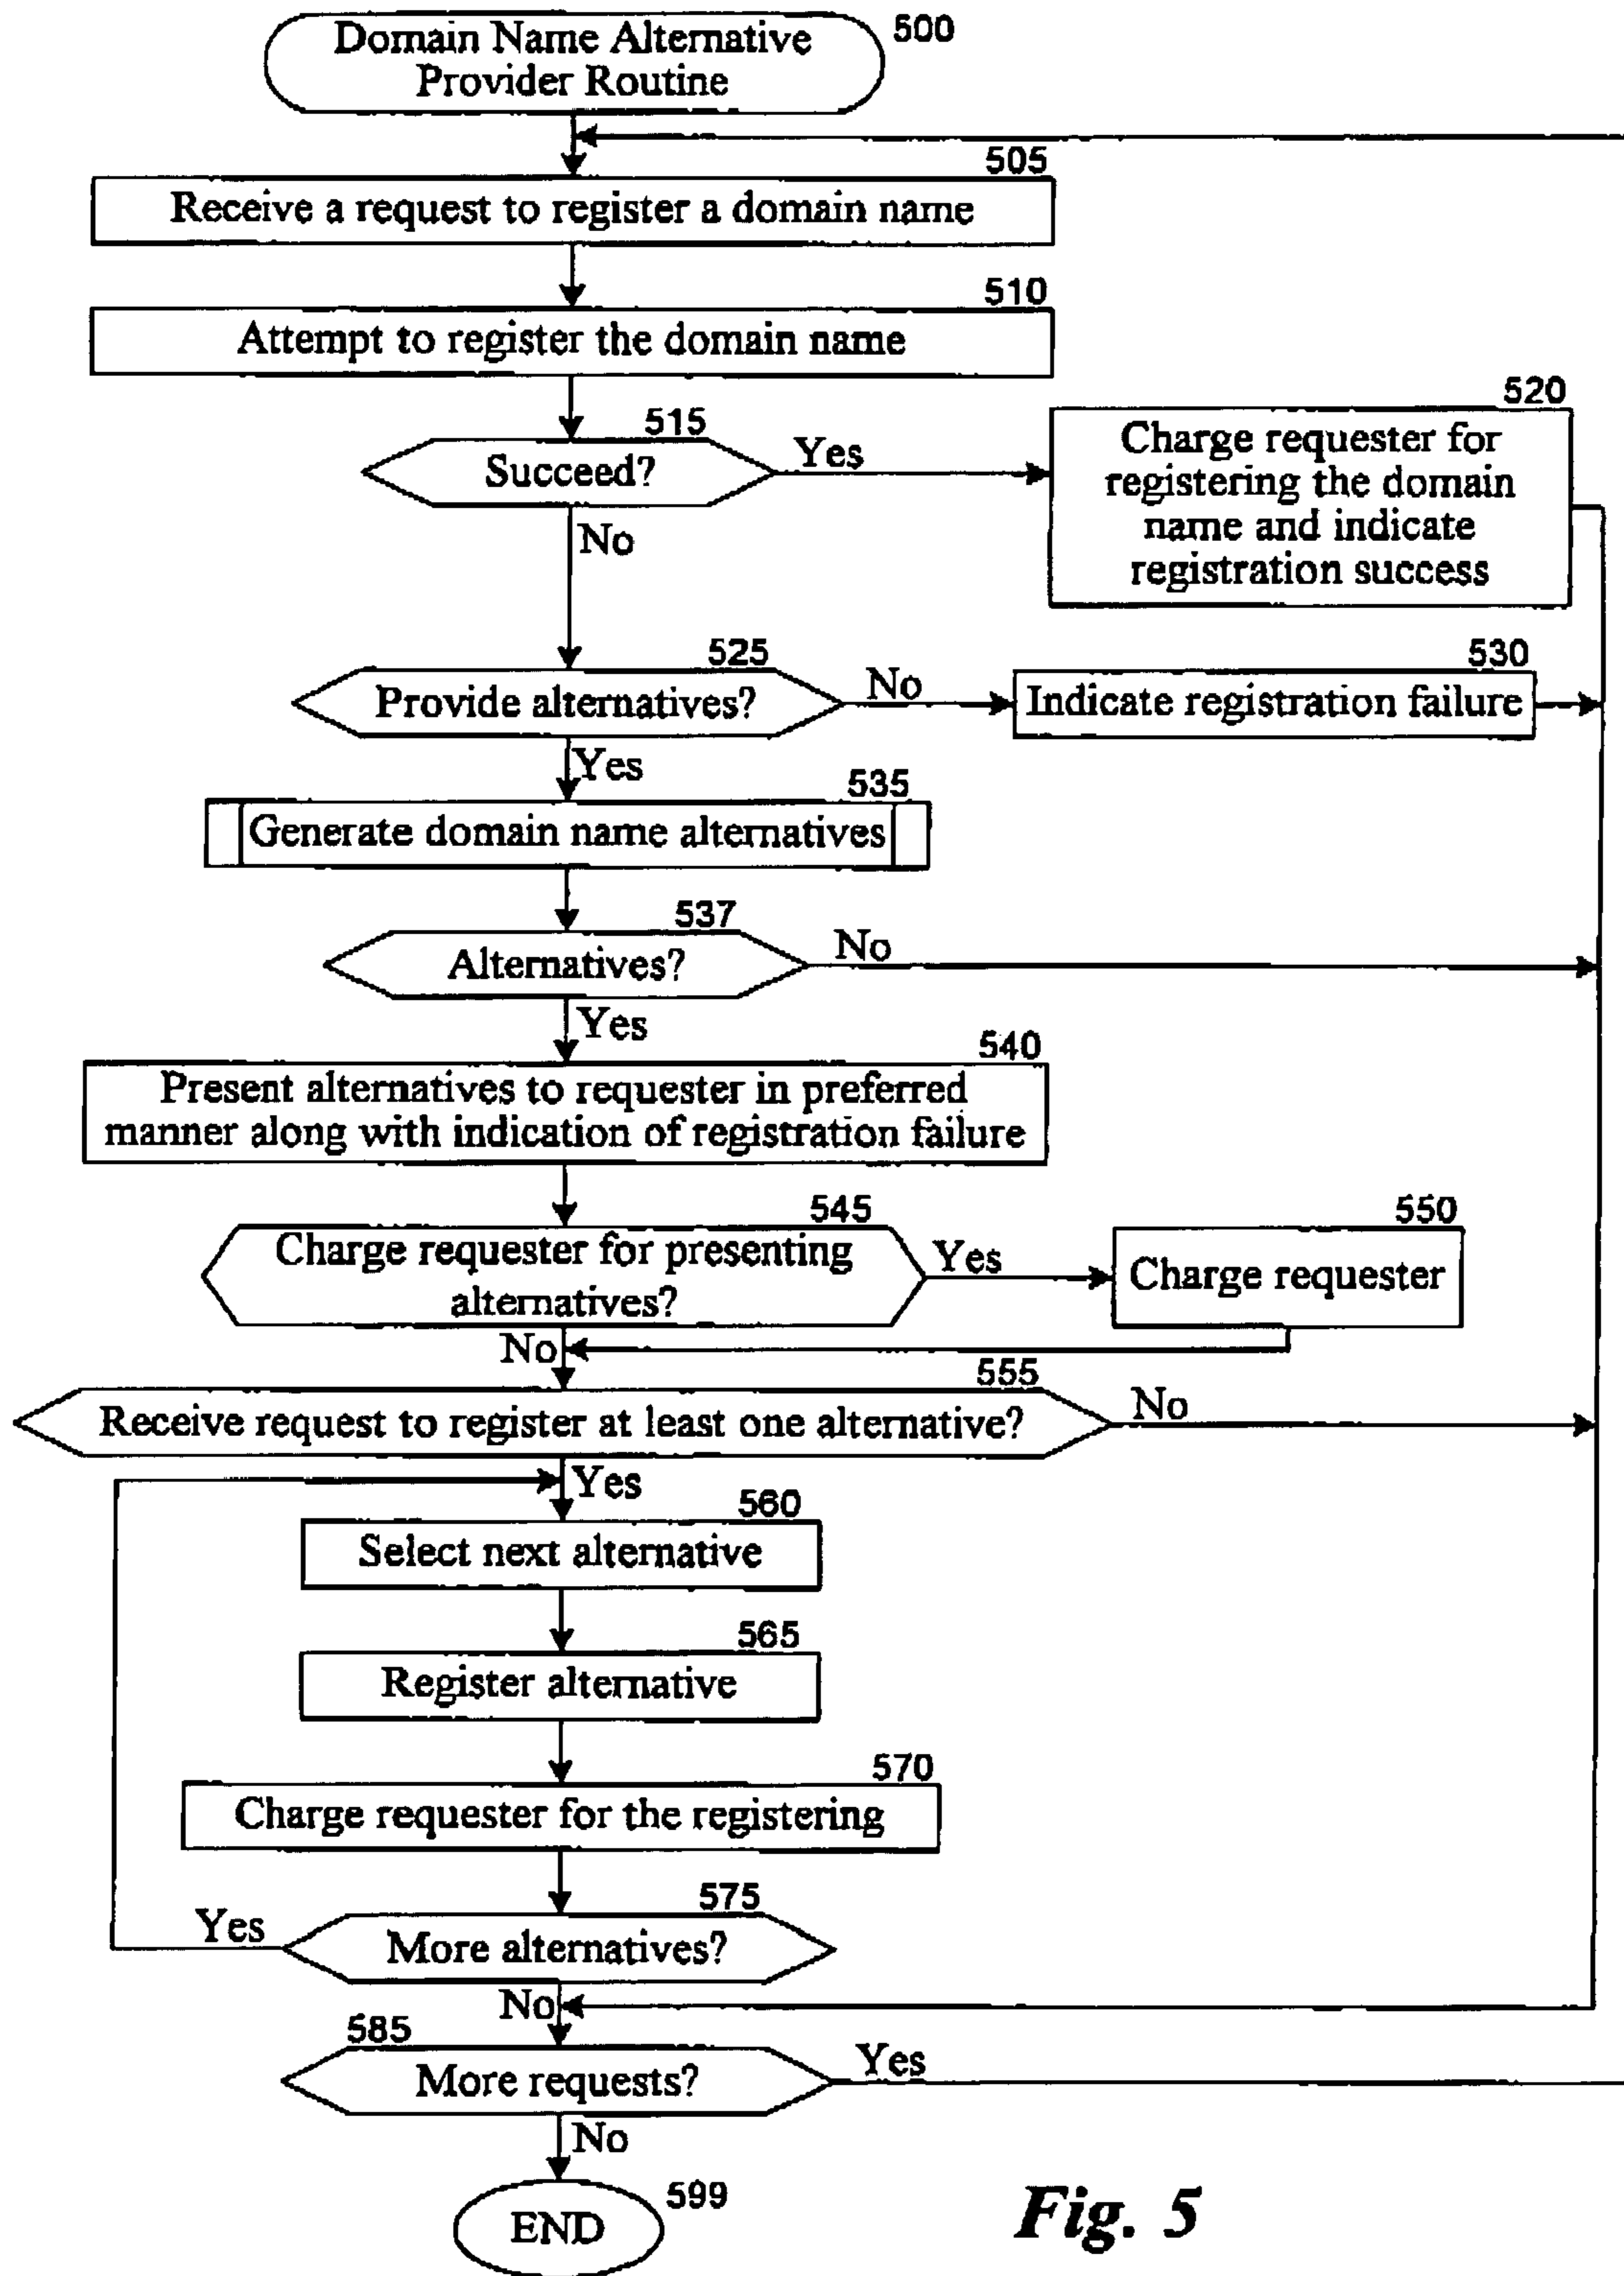 Domain Name Alternative
Provider Routine
500
505
Receive a request to register a domain name
510
Attempt to register the domain name
515
Succeed?
Yes
No
520
Charge requester for
registering the domain
name and indicate
registration success
525
Provide alternatives?
No
Yes
530
Indicate registration failure
535
Generate domain name alternatives
537
Alternatives?
No
Yes
540
Present alternatives to requester in preferred
manner along with indication of registration failure
545
Charge requester for presenting
alternatives?
Yes
No
550
Charge requester
555
Receive request to register at least one alternative?
No
Yes
560
Select next alternative
565
Register alternative
570
Charge requester for the registering
575
More alternatives?
Yes
No
585
More requests?
Yes
No
END
599
Fig. 5